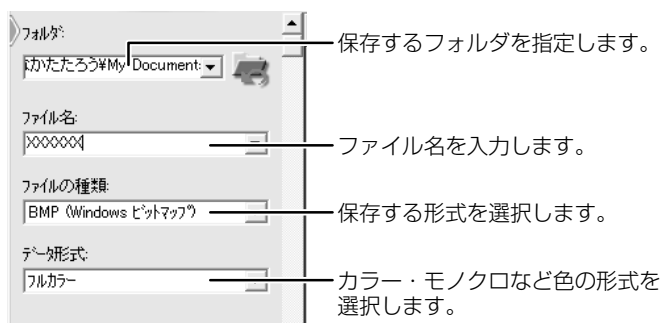 フォルダ:
保存するフォルダを指定します。
かたたろう¥My Document
ファイル名:
XXXXXX
ファイル名を入力します。
ファイルの種類:
BMP (Windows ビットマップ)
保存する形式を選択します。
データ形式:
フルカラー
カラー・モノクロなど色の形式を
選択します。